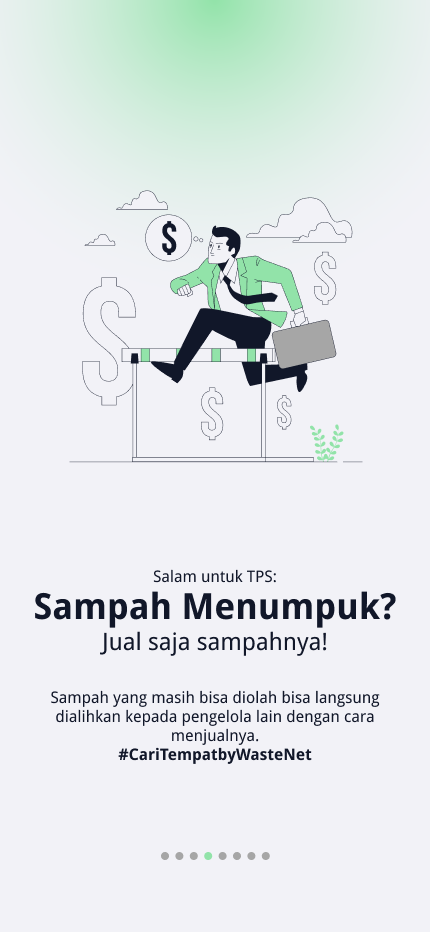 $
$
$
$
$
Salam untuk TPS:
Sampah Menumpuk?
Jual saja sampahnya!
Sampah yang masih bisa diolah bisa langsung
dialihkan kepada pengelola lain dengan cara
menjualnya.
#CariTempatbyWasteNet